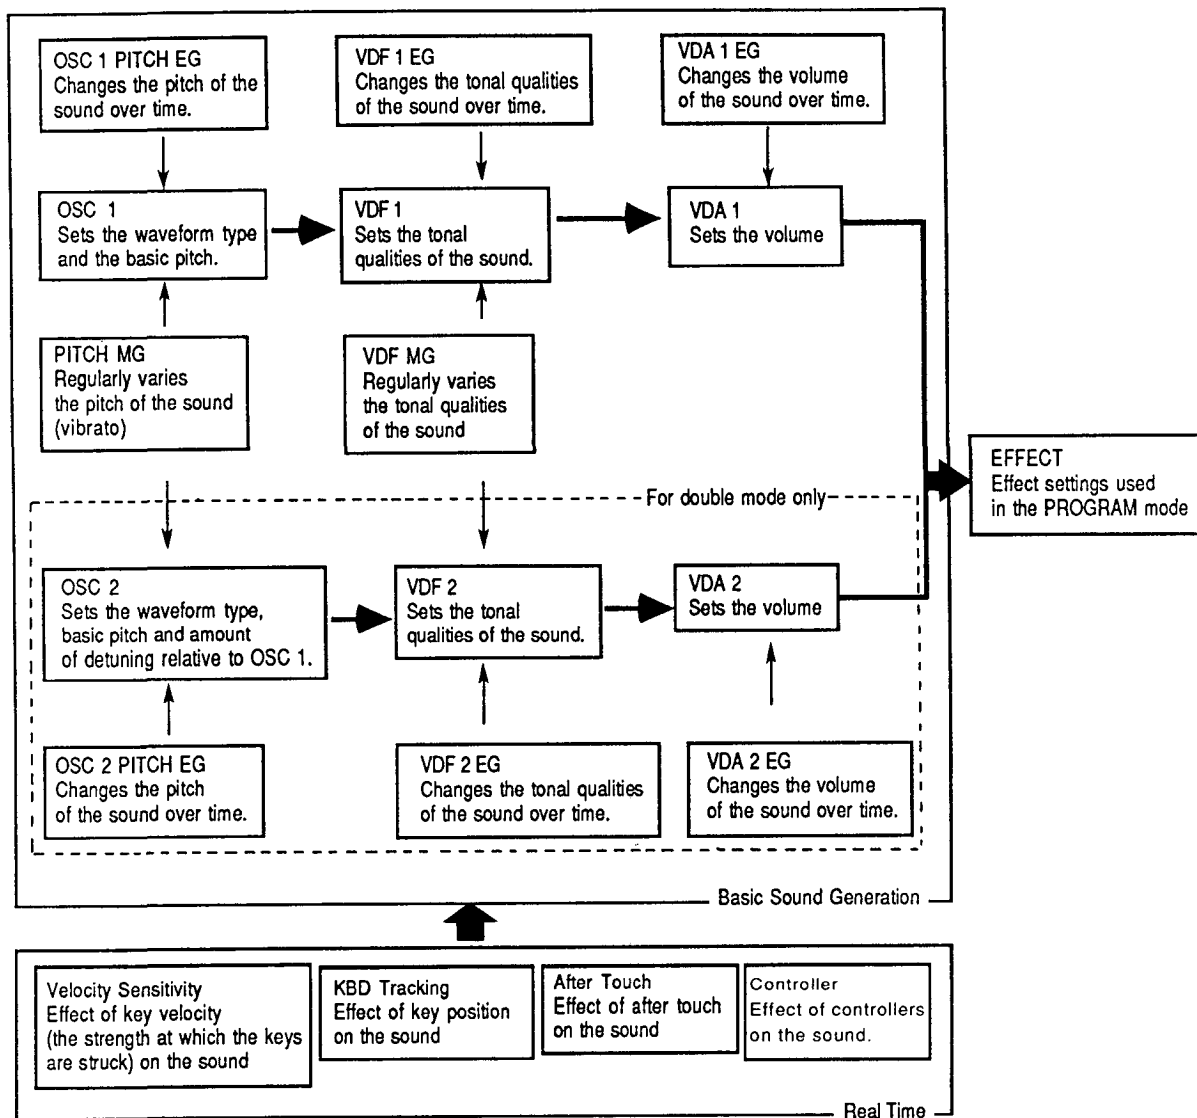 OSC 1 PITCH EG
Changes the pitch of the
sound over time.
VDF 1 EG
Changes the tonal qualities
of the sound over time.
VDA 1 EG
Changes the volume
of the sound over time.
OSC 1
Sets the waveform type
and the basic pitch.
VDF 1
Sets the tonal
qualities of the sound.
VDA 1
Sets the volume
PITCH MG
Regularly varies
the pitch of the sound
(vibrato)
VDF MG
Regularly varies
the tonal qualities
of the sound
EFFECT
Effect settings used
in the PROGRAM mode
For double mode only
OSC 2
Sets the waveform type,
basic pitch and amount
of detuning relative to OSC 1.
VDF 2
Sets the tonal
qualities of the sound.
VDA 2
Sets the volume
OSC 2 PITCH EG
Changes the pitch
of the sound over time.
VDF 2 EG
Changes the tonal qualities
of the sound over time.
VDA 2 EG
Changes the volume
of the sound over time.
Basic Sound Generation
Velocity Sensitivity
Effect of key velocity
(the strength at which the keys
are struck) on the sound
KBD Tracking
Effect of key position
on the sound
After Touch
Effect of after touch
on the sound
Controller
Effect of controllers
on the sound.
Real Time